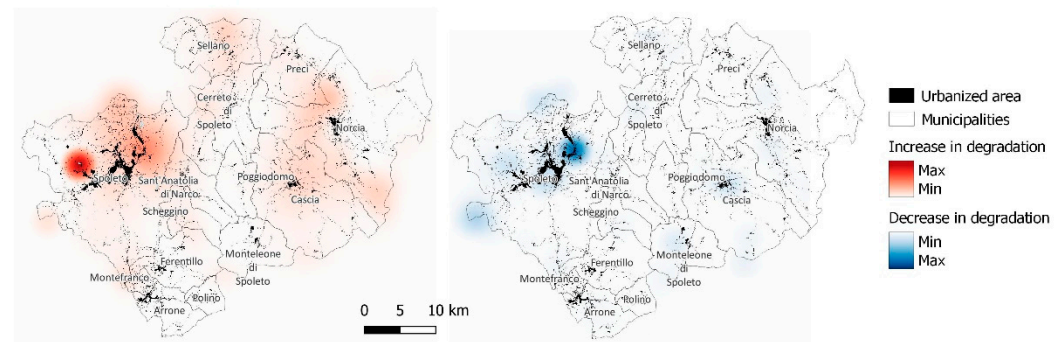 Sellano
Preci
Cerreto
di
Spoleto
Norcia
Spoleto
Sant'Anatolia
di Narco
Poggiodomo
Cascia
Scheggino
Monteleone
di
Spoleto
Ferentillo
Montefranco
Polino
Arrone
0 5 10 km
Sellano
Preci
Cerreto
di
Spoleto
Norcia
Spoleto
Sant'Anatolia
di Narco
Poggiodomo
Cascia
Scheggino
Monteleone
di
Spoleto
Ferentillo
Montefranco
Polino
Arrone
Urbanized area
Municipalities
Increase in degradation
Max
Min
Decrease in degradation
Min
Max